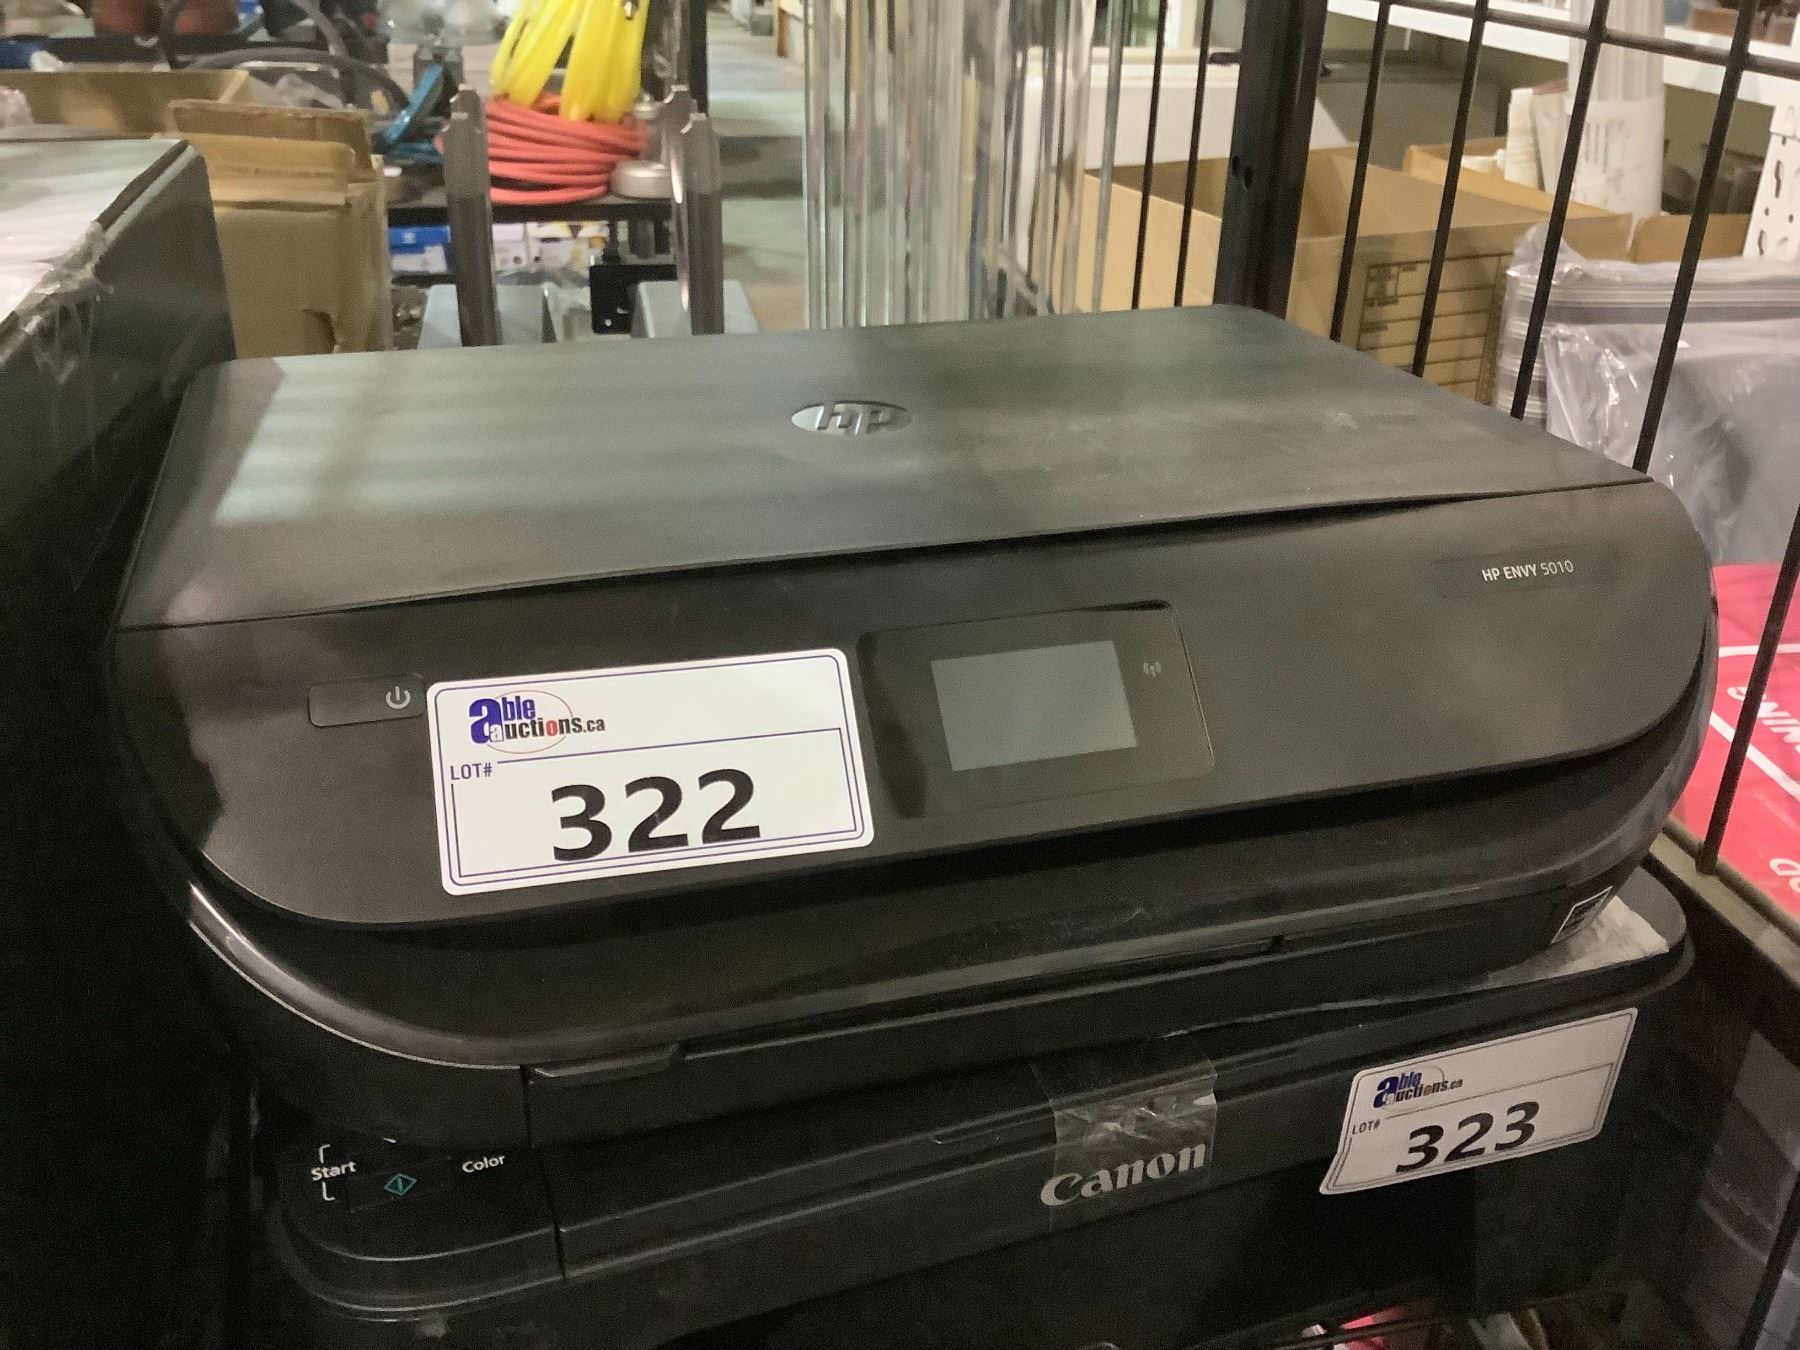 hp
HP ENVY 5010
able
auctions.ca
LOT#
322
able
auctions.ca
LOT#
323
Start
Color
Canon